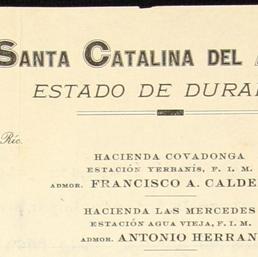 SANTA CATALINA DEL
ESTADO DE DURA
Ric.
HACIENDA COVADONGA
ESTACIÓN YERBANÍS, F. I. M.
ADMOR. FRANCISCO A. CALDE
HACIENDA LAS MERCEDES
ESTACIÓN AGUA VIEJA, F. I. M.
ADMOR. ANTONIO HERRAN